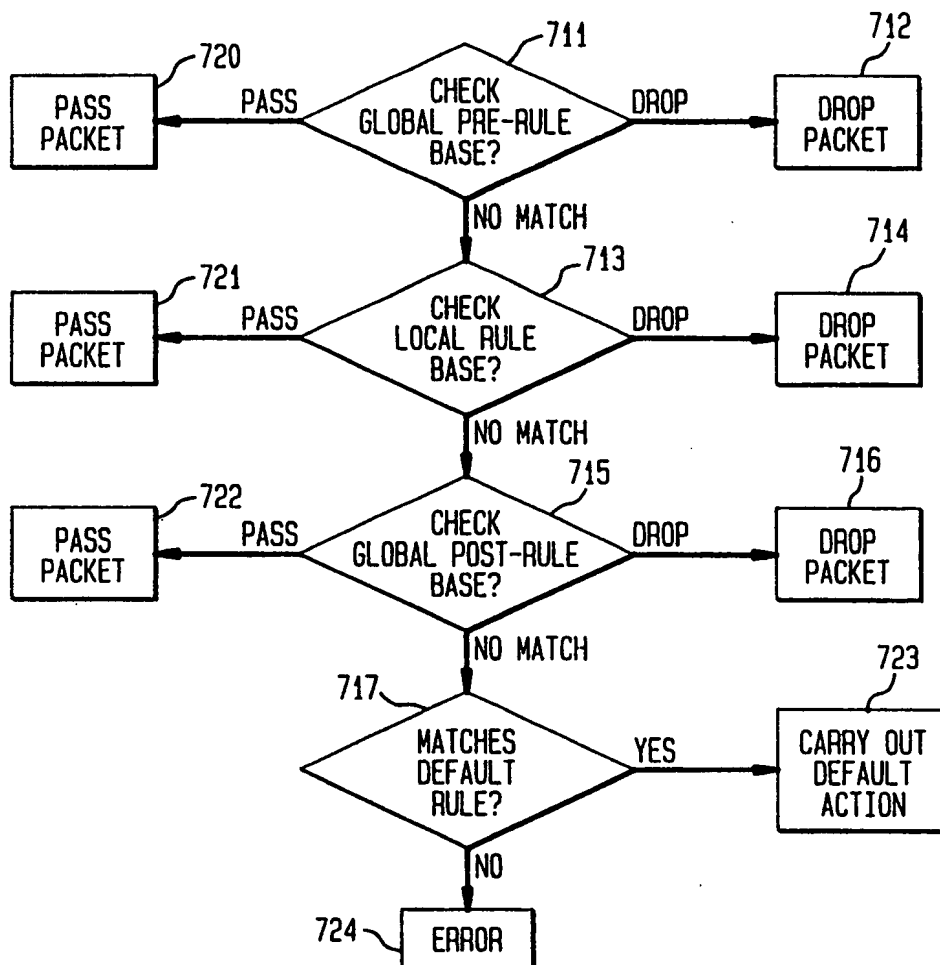 711
720
712
PASS
PACKET
PASS
CHECK
GLOBAL PRE-RULE
BASE?
DROP
DROP
PACKET
NO MATCH
713
714
721
PASS
PACKET
PASS
CHECK
LOCAL RULE
BASE?
DROP
DROP
PACKET
NO MATCH
715
716
722
PASS
PACKET
PASS
CHECK
GLOBAL POST-RULE
BASE?
DROP
DROP
PACKET
NO MATCH
717
723
MATCHES
DEFAULT
RULE?
YES
CARRY OUT
DEFAULT
ACTION
NO
724
ERROR